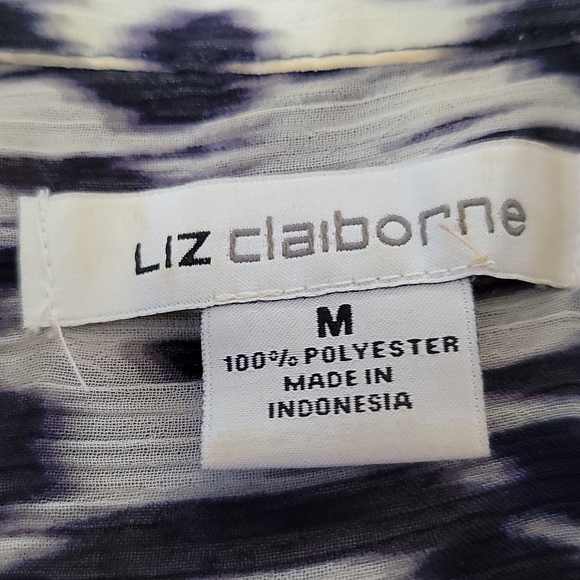 LIZ claiborne
M
100% POLYESTER
MADE IN
INDONESIA